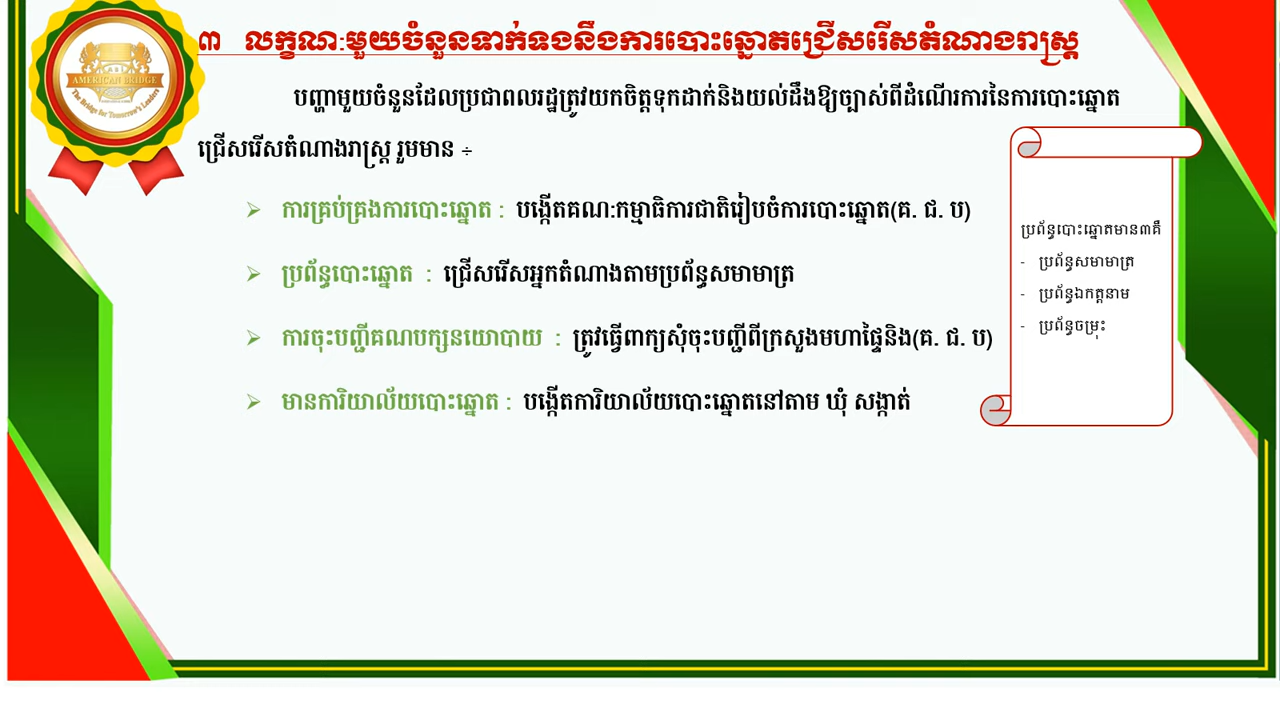 AMERICAN BRIDGE
The Bridge for Tomorrow's Leaders
៣ លក្ខណៈមួយចំនួនទាក់ទងនឹងការបោះឆ្នោតជ្រើសរើសតំណាងរាស្ត្រ
បញ្ហាមួយចំនួនដែលប្រជាពលរដ្ឋត្រូវយកចិត្តទុកដាក់និងយល់ដឹងឱ្យច្បាស់ពីដំណើរការនៃការបោះឆ្នោត
ជ្រើសរើសតំណាងរាស្ត្រ រួមមាន ÷
➢ ការគ្រប់គ្រងការបោះឆ្នោត : បង្កើតគណៈកម្មាធិការជាតិរៀបចំការបោះឆ្នោត(គ. ជ. ប)
➢ ប្រព័ន្ធបោះឆ្នោត : ជ្រើសរើសអ្នកតំណាងតាមប្រព័ន្ធសមាមាត្រ
➢ ការចុះបញ្ជីគណបក្សនយោបាយ : ត្រូវធ្វើពាក្យសុំចុះបញ្ជីពីក្រសួងមហាផ្ទៃនិង(គ. ជ. ប)
➢ មានការិយាល័យបោះឆ្នោត : បង្កើតការិយាល័យបោះឆ្នោតនៅតាម ឃុំ សង្កាត់
ប្រព័ន្ធបោះឆ្នោតមាន៣គឺ
- ប្រព័ន្ធសមាមាត្រ
- ប្រព័ន្ធឯកត្តនាម
- ប្រព័ន្ធចម្រុះ